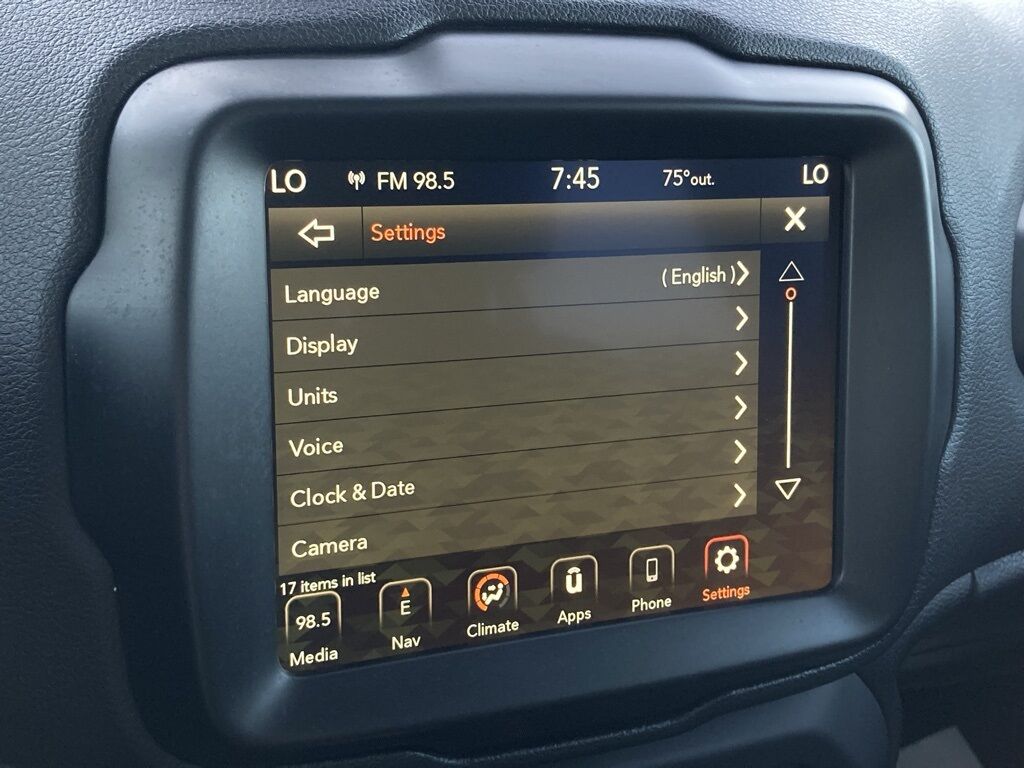 LO FM 98.5 7:45 75°out. LO
Settings X
Language ( English )
Display
Units
Voice
Clock & Date
Camera
17 items in list
98.5 E
Media Nav Climate Apps Phone Settings